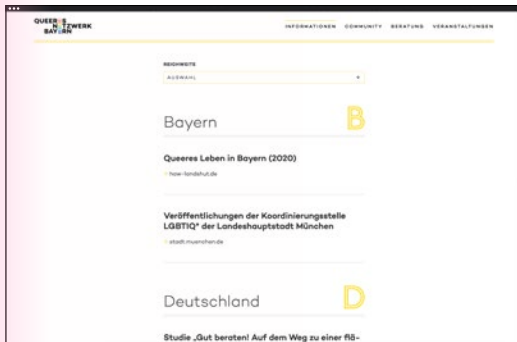 QUEERES
NETZWERK
BAYERN
INFORMATIONEN COMMUNITY BERATUNG VERANSTALTUNGEN
REICHWEITE
AUSWAHL
Bayern B
Queeres Leben in Bayern (2020)
haw-landshut.de
Veröffentlichungen der Koordinierungsstelle
LGBTIQ* der Landeshauptstadt München
stadt.muenchen.de
Deutschland D
Studie „Gut beraten! Auf dem Weg zu einer flä-